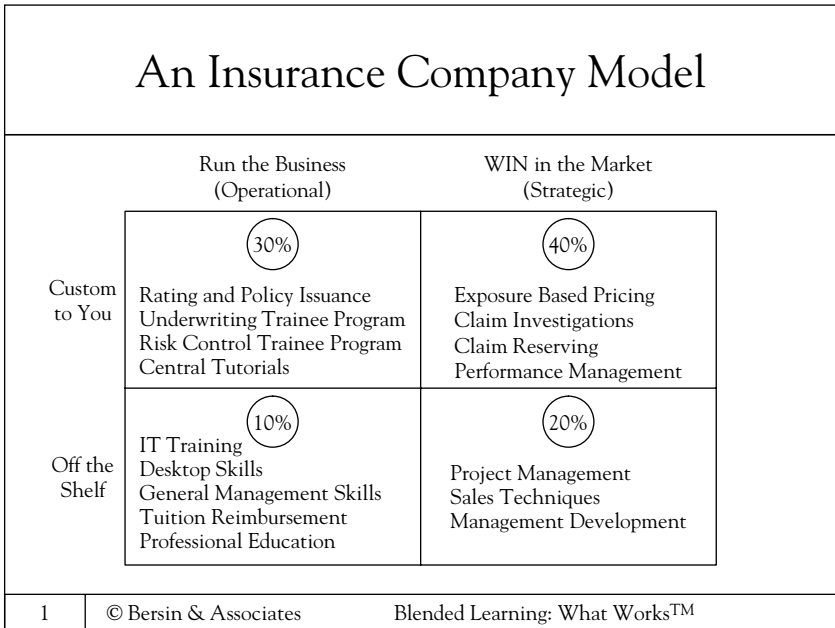 An Insurance Company Model
Run the Business
(Operational)
WIN in the Market
(Strategic)
Custom
to You
30%
Rating and Policy Issuance
Underwriting Trainee Program
Risk Control Trainee Program
Central Tutorials
40%
Exposure Based Pricing
Claim Investigations
Claim Reserving
Performance Management
Off the
Shelf
10%
IT Training
Desktop Skills
General Management Skills
Tuition Reimbursement
Professional Education
20%
Project Management
Sales Techniques
Management Development
1
© Bersin & Associates
Blended Learning: What Works™